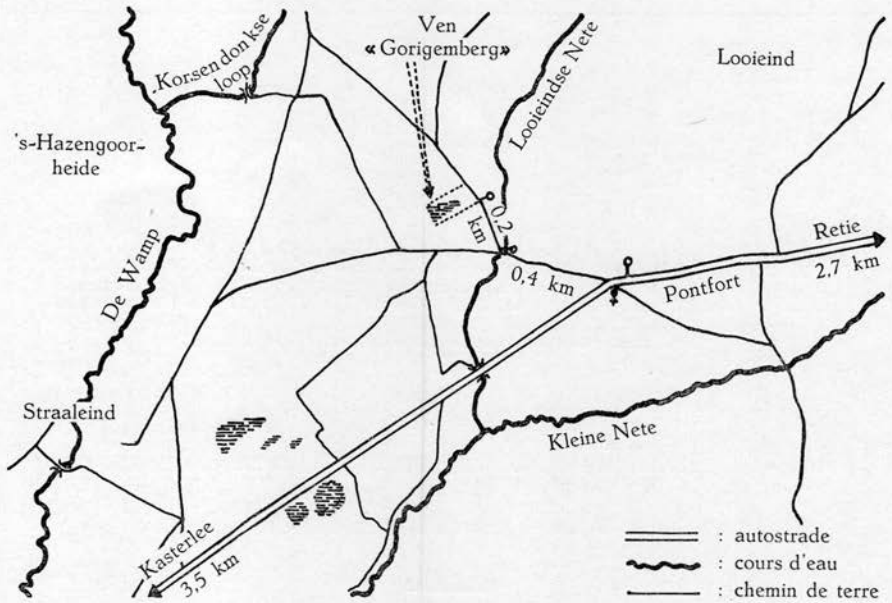 Ven
« Gorigemberg»
Korsendonkse
loop
Looieindse Nete
Looieind
's-Hazengoor-
heide
De Wamp
0,2
km
0,4 km
Retie
Pontfort
2.7 km
Straaleind
Kleine Nete
Kasterlee
3,5 km
: autostrade
: cours d'eau
: chemin de terre